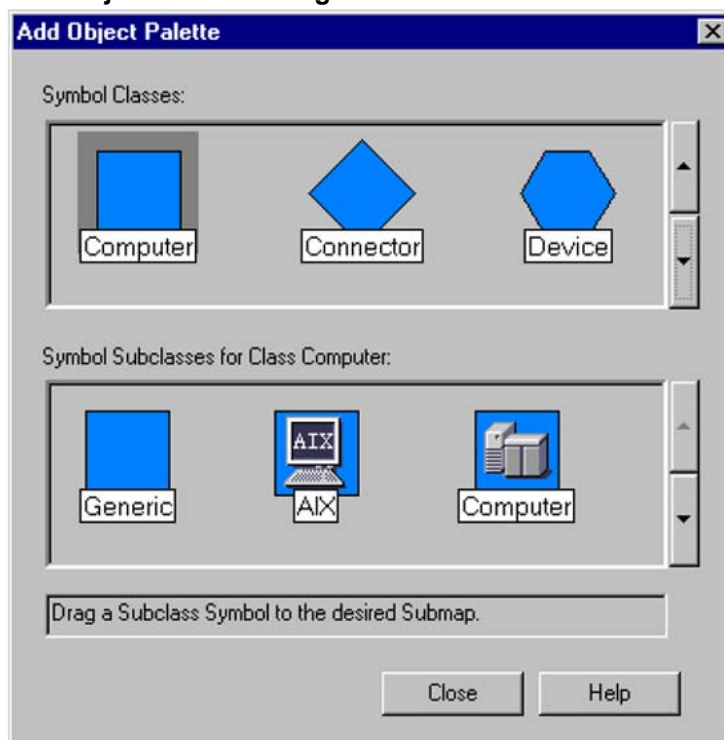 Add Object Palette
Symbol Classes:
Computer Connector Device
Symbol Subclasses for Class Computer:
AIX
Generic AIX Computer
Drag a Subclass Symbol to the desired Submap.
Close Help